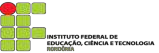 INSTITUTO FEDERAL DE
EDUCAÇÃO, CIÊNCIA E TECNOLOGIA
RONDÔNIA